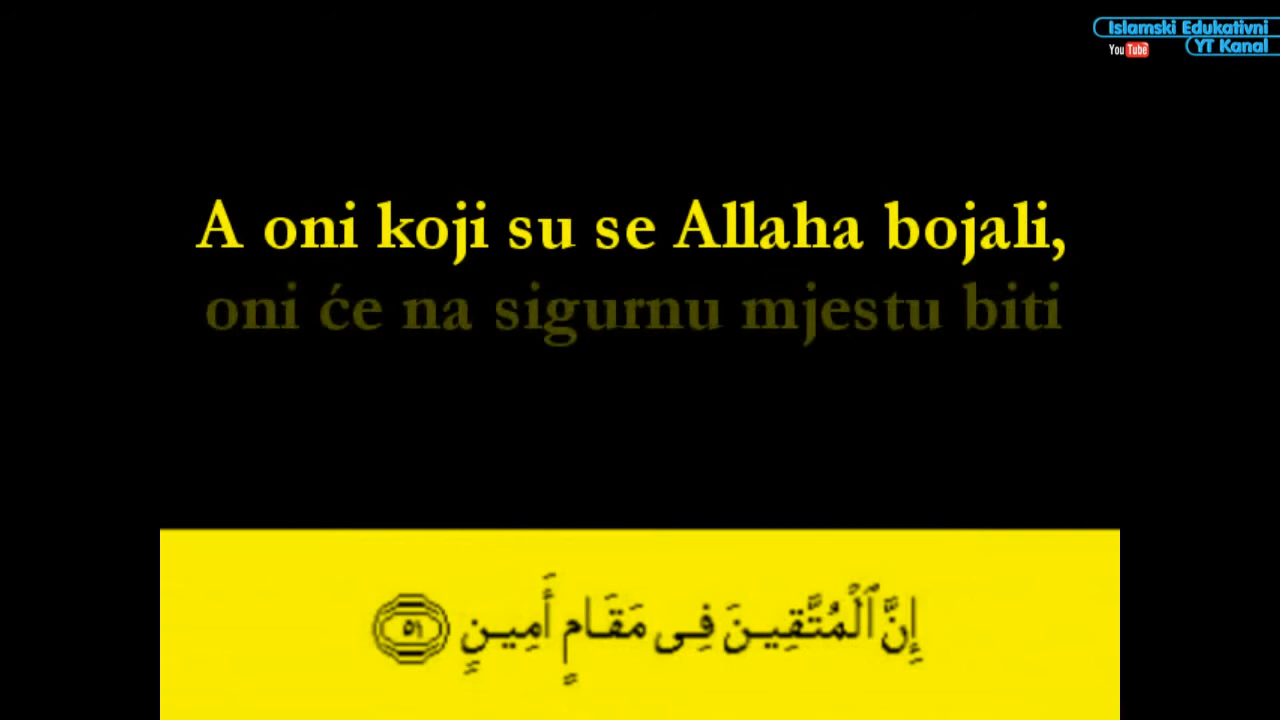 Islamski Edukativni
YouTube YT Kanal
A oni koji su se Allaha bojali,
oni će na sigurnu mjestu biti
إِنَّ ٱلْمُتَّقِينَ فِى مَقَامٍ أَمِينٍ ٥١